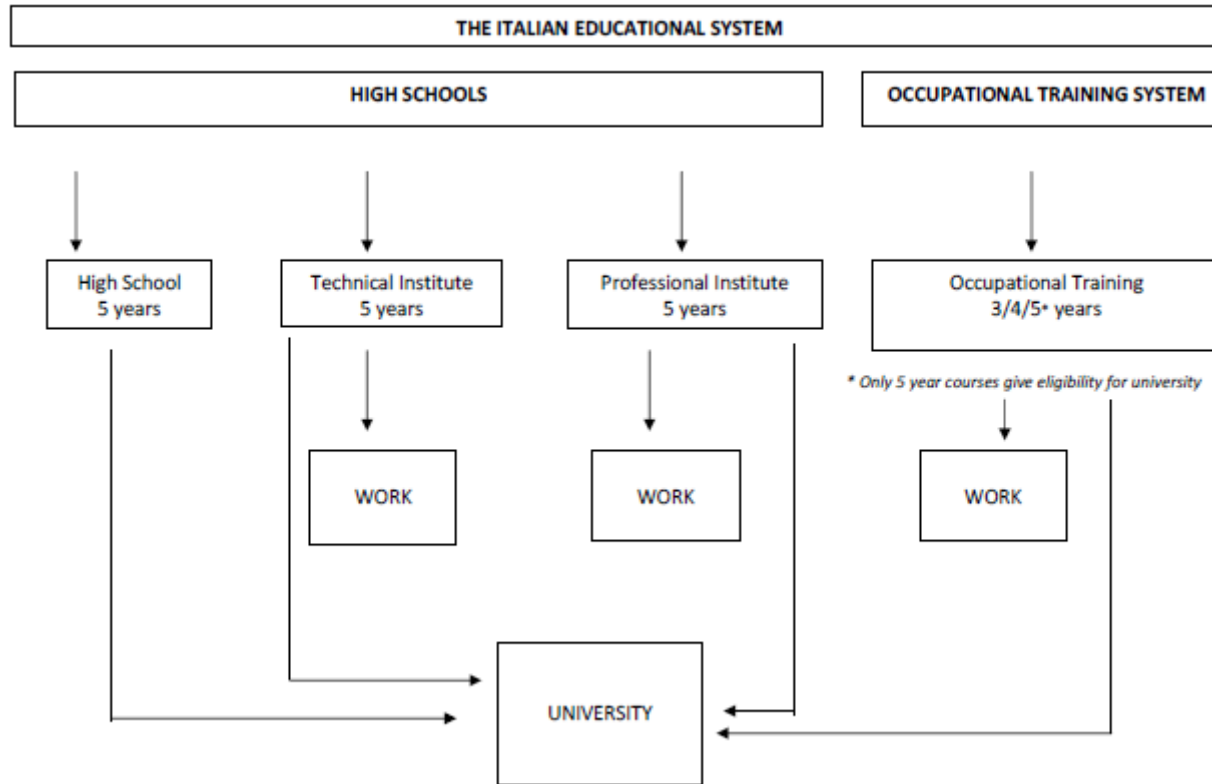 THE ITALIAN EDUCATIONAL SYSTEM
HIGH SCHOOLS
OCCUPATIONAL TRAINING SYSTEM
High School
5 years
Technical Institute
5 years
Professional Institute
5 years
Occupational Training
3/4/5* years
* Only 5 year courses give eligibility for university
WORK
WORK
WORK
UNIVERSITY